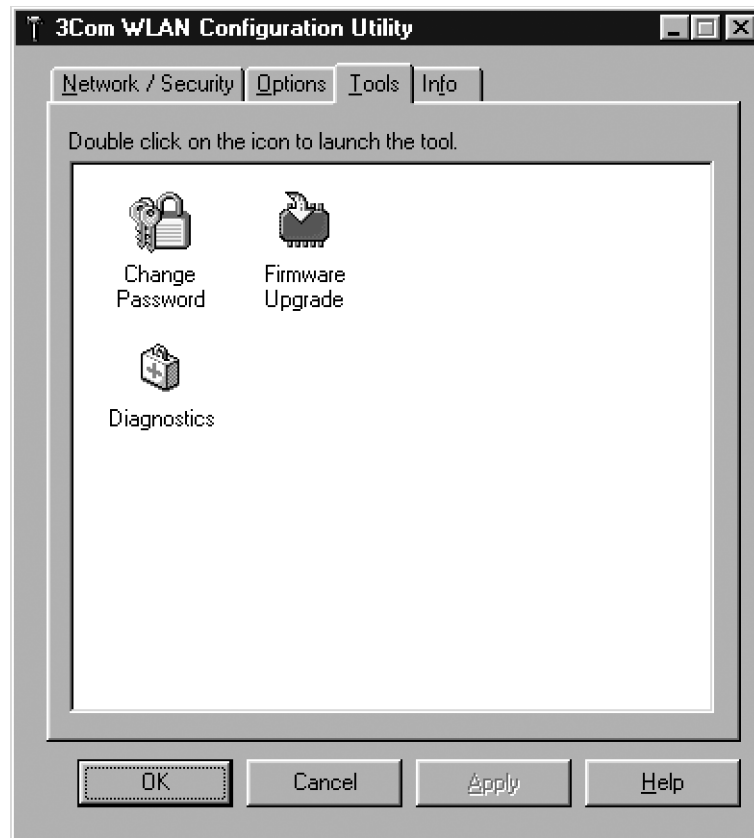 3Com WLAN Configuration Utility
Network / Security Options Tools Info
Double click on the icon to launch the tool.
Change Password
Firmware Upgrade
Diagnostics
OK Cancel Apply Help